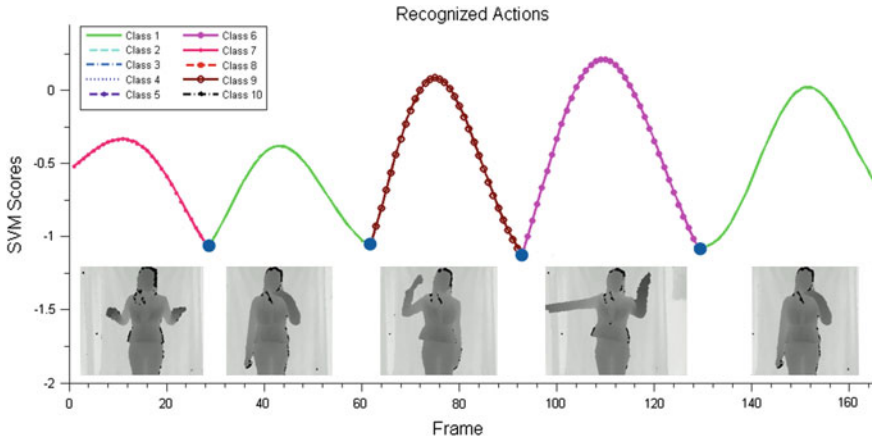 Recognized Actions
Class 1
Class 2
Class 3
Class 4
Class 5
Class 6
Class 7
Class 8
Class 9
Class 10
SVM Scores
0
-0.5
-1
-1.5
-2
0 20 40 60 80 100 120 140 160
Frame